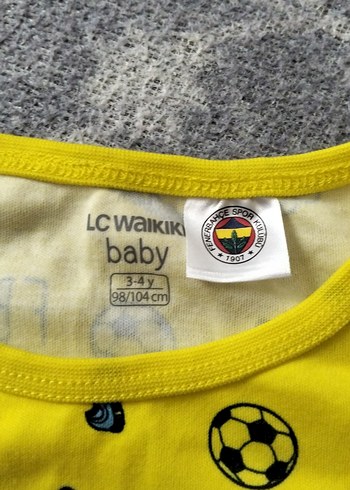 LC WAIKIKI
baby
3-4 y
98/104 cm
FENERBAHÇE SPOR KULÜBÜ
★ 1907 ★